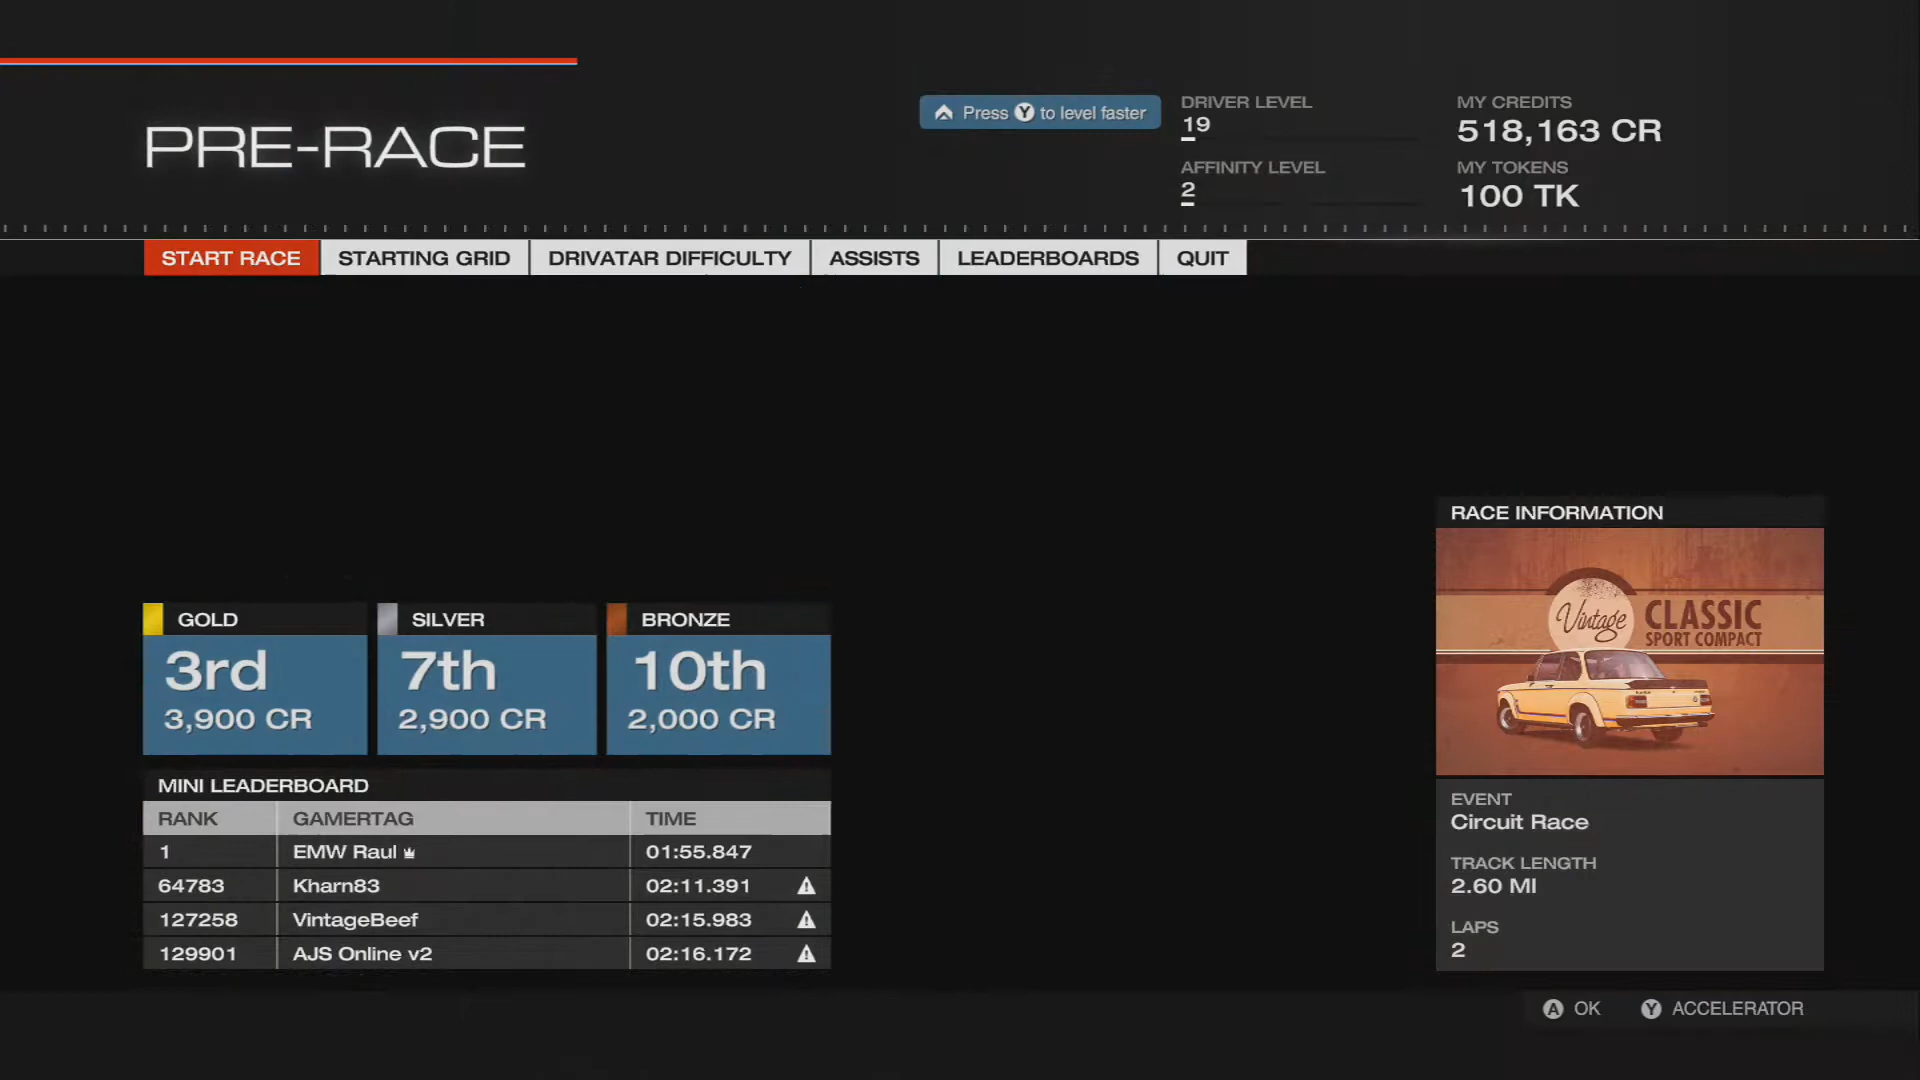 PRE-RACE
Press Y to level faster
DRIVER LEVEL
19
AFFINITY LEVEL
2
MY CREDITS
518,163 CR
MY TOKENS
100 TK
START RACE
STARTING GRID
DRIVATAR DIFFICULTY
ASSISTS
LEADERBOARDS
QUIT
GOLD
3rd
3,900 CR
SILVER
7th
2,900 CR
BRONZE
10th
2,000 CR
MINI LEADERBOARD
RANK GAMERTAG TIME
1 EMW Raul 01:55.847
64783 Kharn83 02:11.391
127258 VintageBeef 02:15.983
129901 AJS Online v2 02:16.172
RACE INFORMATION
Vintage CLASSIC
SPORT COMPACT
EVENT
Circuit Race
TRACK LENGTH
2.60 MI
LAPS
2
A OK Y ACCELERATOR